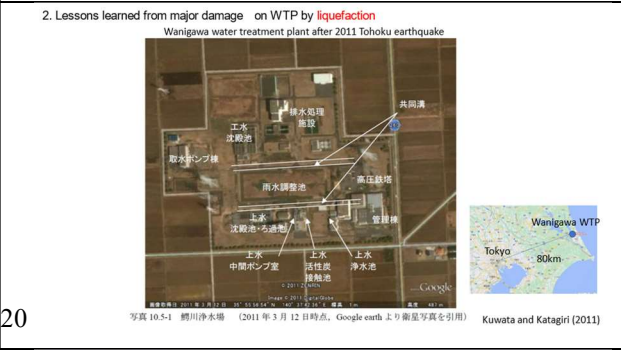 2. Lessons learned from major damage on WTP by liquefaction
Wanigawa water treatment plant after 2011 Tohoku earthquake
共同溝
排水処理
施設
工水
沈殿池
取水ポンプ棟
高圧鉄塔
雨水調整池
上水
沈殿池・ろ過池
管理棟
上水
中間ポンプ室
上水
活性炭
接触池
上水
浄水池
Wanigawa WTP
Tokyo
80km
© 2011 ZENRIN
Image © 2011 DigitalGlobe
Google
写真 10.5-1 鰐川浄水場 (2011 年 3 月 12 日時点，Google earth より衛星写真を引用)
Kuwata and Katagiri (2011)
20